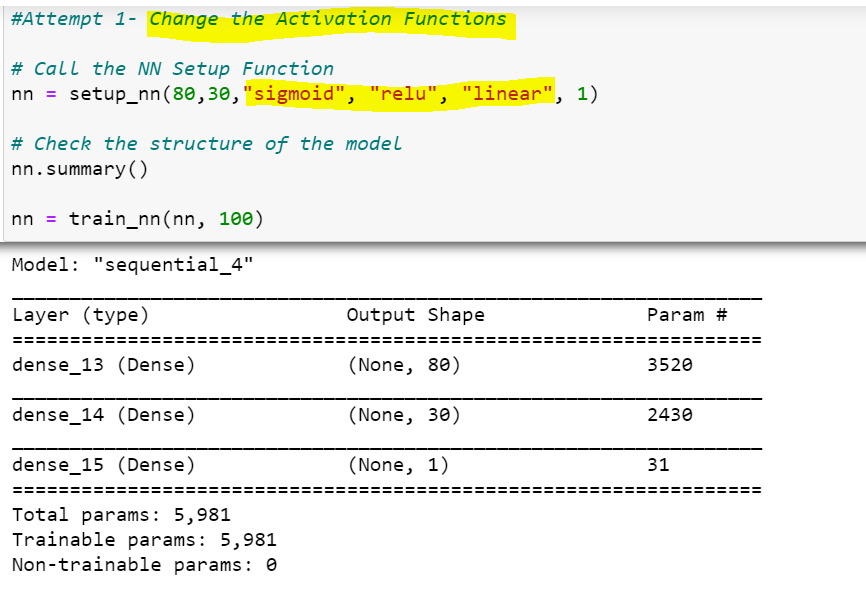 #Attempt 1- Change the Activation Functions
# Call the NN Setup Function
nn = setup_nn(80,30,"sigmoid", "relu", "linear", 1)
# Check the structure of the model
nn.summary()
nn = train_nn(nn, 100)
Model: "sequential_4"
_________________________________________________________________
Layer (type)                 Output Shape              Param #
=================================================================
dense_13 (Dense)             (None, 80)                3520
_________________________________________________________________
dense_14 (Dense)             (None, 30)                2430
_________________________________________________________________
dense_15 (Dense)             (None, 1)                 31
=================================================================
Total params: 5,981
Trainable params: 5,981
Non-trainable params: 0